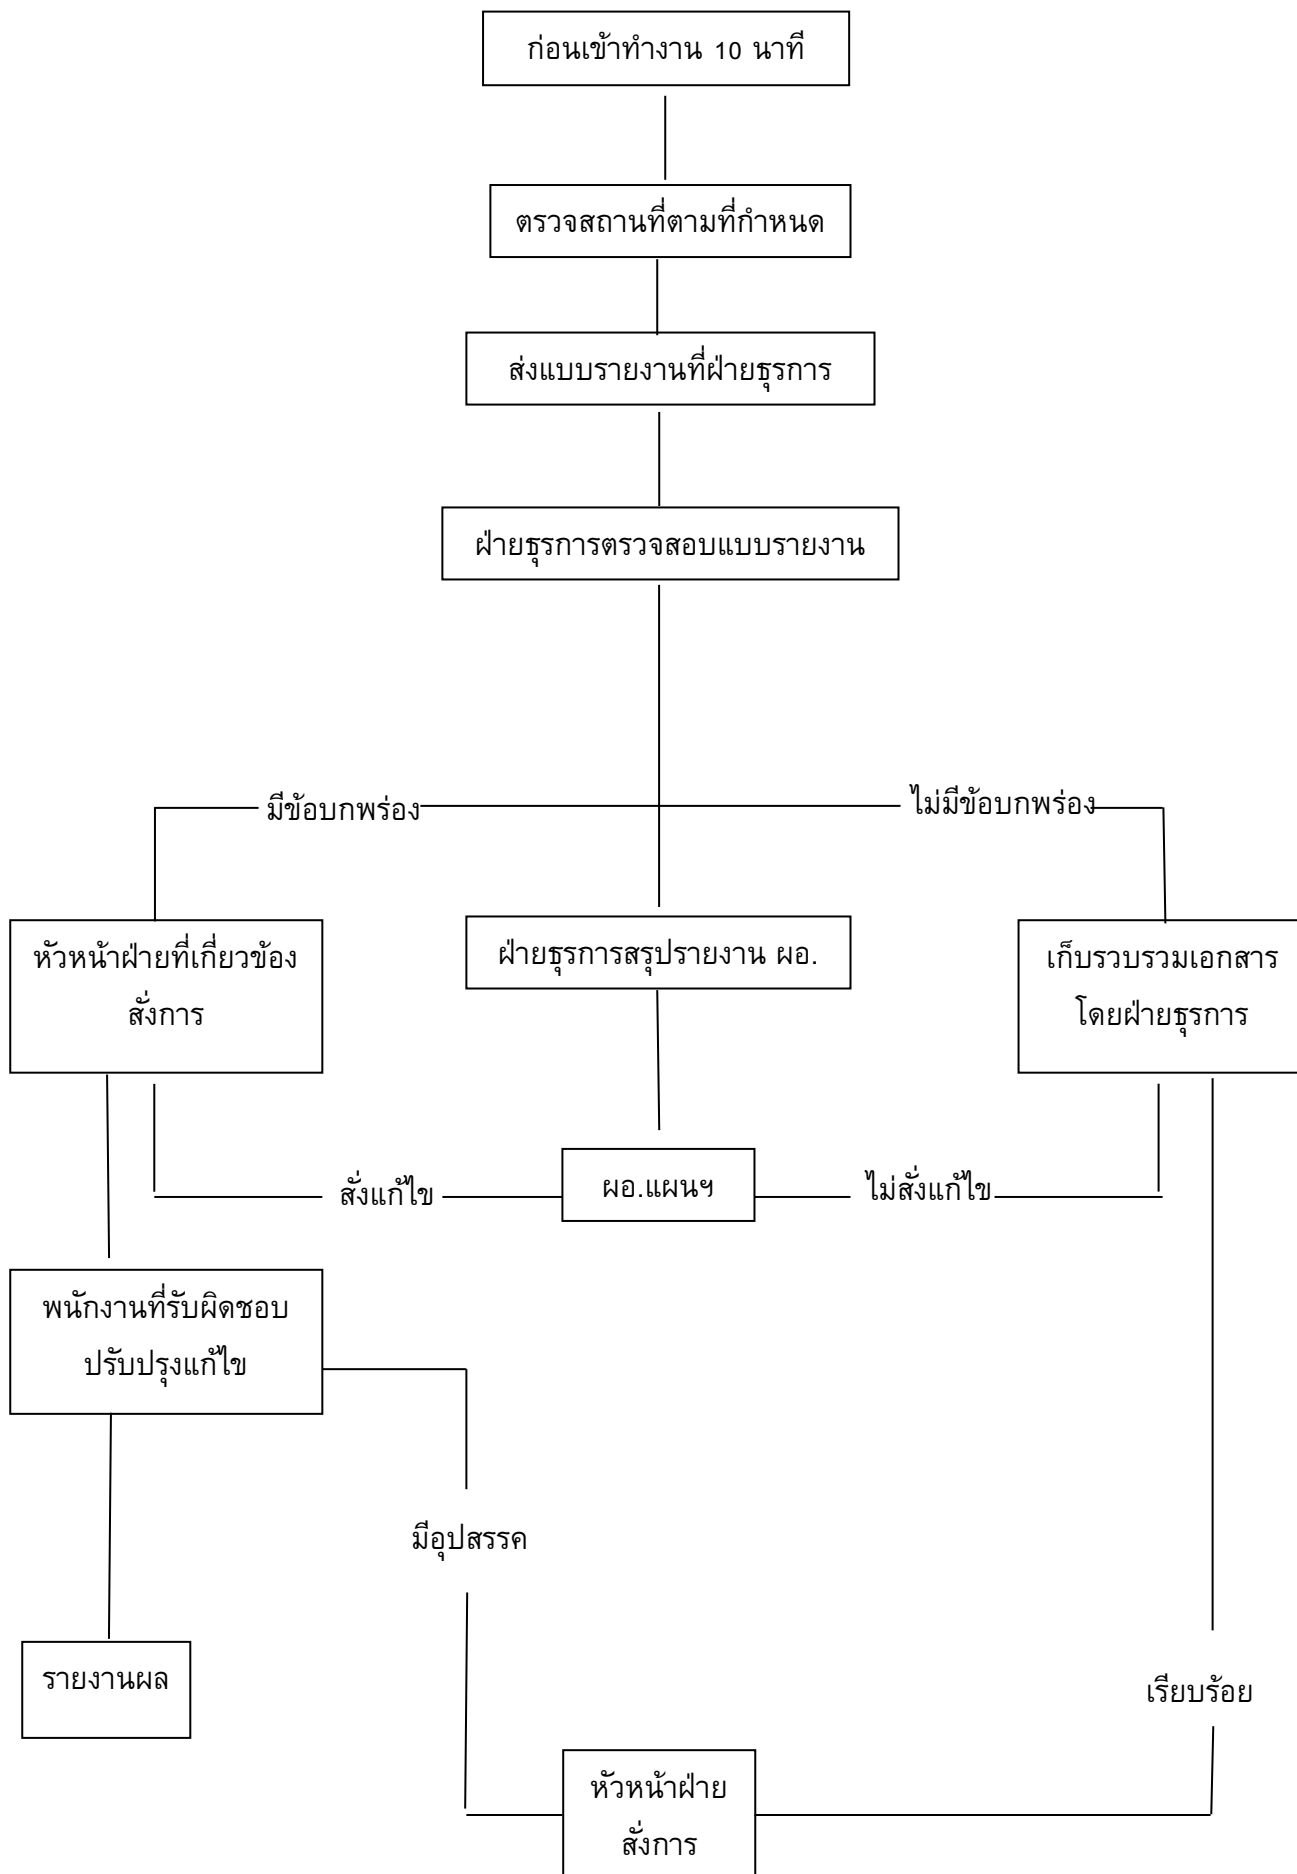 ก่อนเข้าทำงาน 10 นาที
ตรวจสถานที่ตามที่กำหนด
ส่งแบบรายงานที่ฝ่ายธุรการ
ฝ่ายธุรการตรวจสอบแบบรายงาน
มีข้อบกพร่อง
ไม่มีข้อบกพร่อง
หัวหน้าฝ่ายที่เกี่ยวข้อง
สั่งการ
ฝ่ายธุรการสรุปรายงาน ผอ.
เก็บรวบรวมเอกสาร
โดยฝ่ายธุรการ
สั่งแก้ไข
ผอ.แผนฯ
ไม่สั่งแก้ไข
พนักงานที่รับผิดชอบ
ปรับปรุงแก้ไข
มีอุปสรรค
รายงานผล
เรียบร้อย
หัวหน้าฝ่าย
สั่งการ